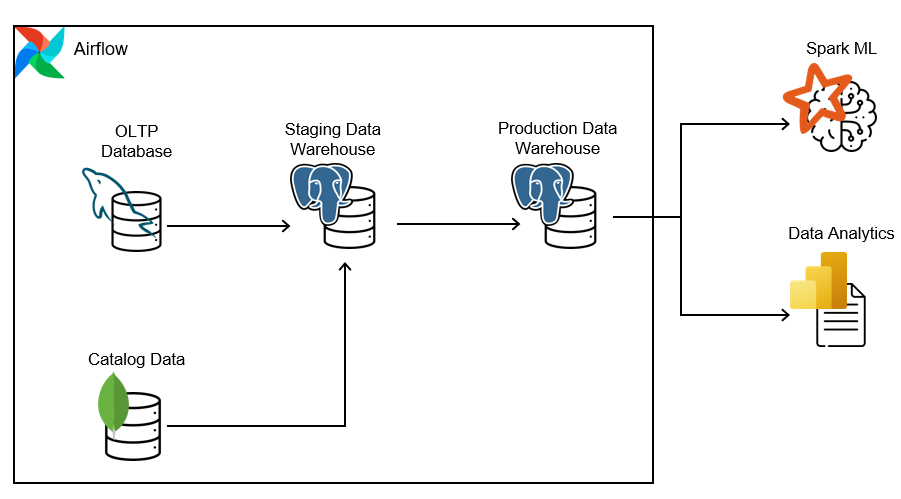 Airflow
Spark ML
OLTP
Database
Staging Data
Warehouse
Production Data
Warehouse
Data Analytics
Catalog Data